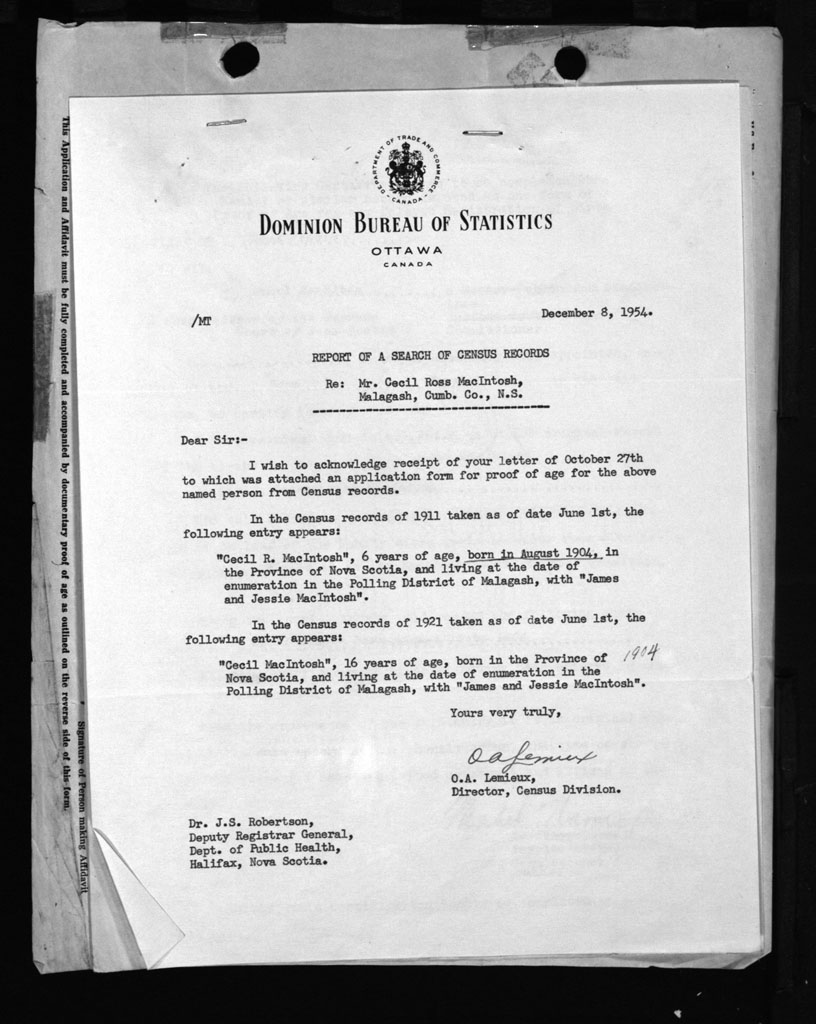 DEPARTMENT OF TRADE AND COMMERCE
CANADA
DOMINION BUREAU OF STATISTICS
OTTAWA
CANADA
/MT
December 8, 1954.
REPORT OF A SEARCH OF CENSUS RECORDS
Re: Mr. Cecil Ross MacIntosh,
Malagash, Cumb. Co., N.S.
Dear Sir:-
I wish to acknowledge receipt of your letter of October 27th
to which was attached an application form for proof of age for the above
named person from Census records.
In the Census records of 1911 taken as of date June 1st, the
following entry appears:
"Cecil R. MacIntosh", 6 years of age, born in August 1904, in
the Province of Nova Scotia, and living at the date of
enumeration in the Polling District of Malagash, with "James
and Jessie MacIntosh".
In the Census records of 1921 taken as of date June 1st, the
following entry appears:
"Cecil MacIntosh", 16 years of age, born in the Province of 1904
Nova Scotia, and living at the date of enumeration in the
Polling District of Malagash, with "James and Jessie MacIntosh".
Yours very truly,
O A Lemieux
O.A. Lemieux,
Director, Census Division.
Dr. J.S. Robertson,
Deputy Registrar General,
Dept. of Public Health,
Halifax, Nova Scotia.
This Application and Affidavit must be fully completed and accompanied by documentary proof of age as outlined on the reverse side of this form.
Signature of Person making Affidavit